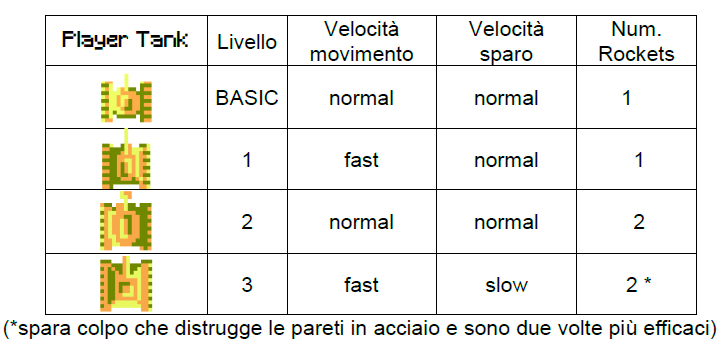 Player Tank Livello Velocità movimento Velocità sparo Num. Rockets
BASIC normal normal 1
1 fast normal 1
2 normal normal 2
3 fast slow 2 *
(*spara colpo che distrugge le pareti in acciaio e sono due volte più efficaci)